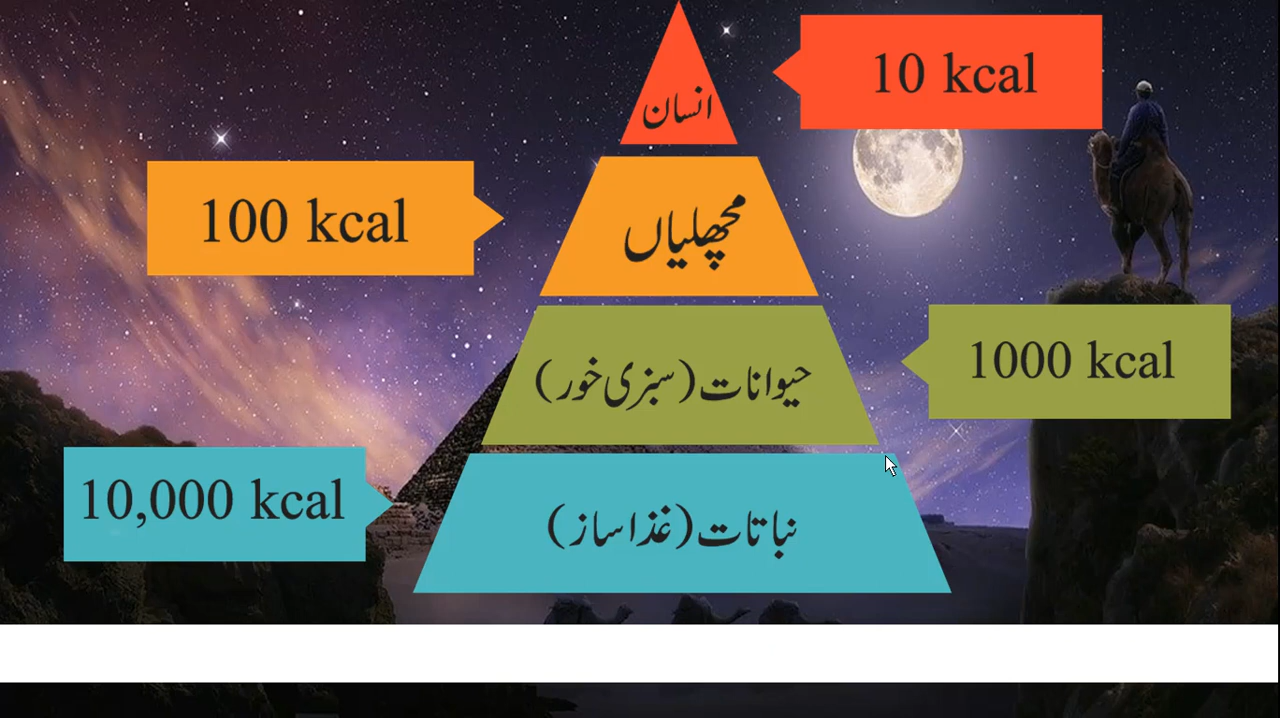 10 kcal
انسان
100 kcal
مچھلیاں
1000 kcal
حیوانات (سبزی خور)
10,000 kcal
نباتات (غذا ساز)